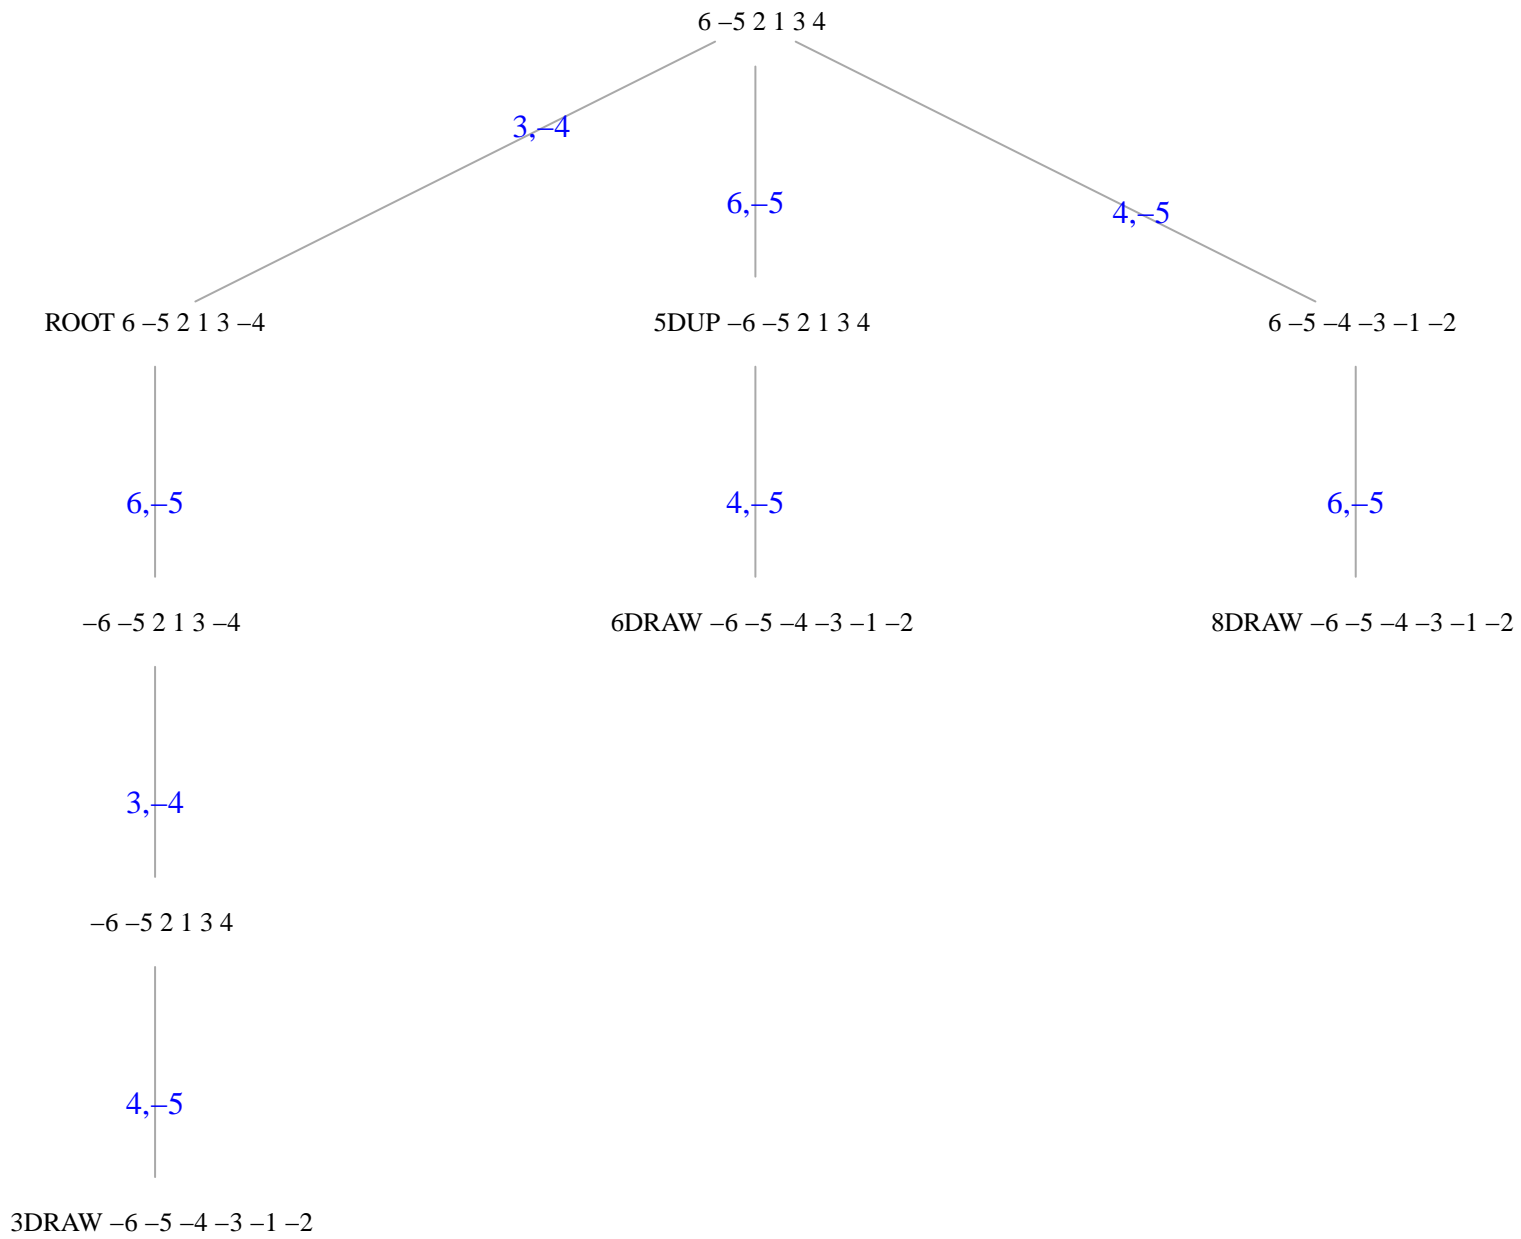 6 –5 2 1 3 4
3,–4
6,–5
4,–5
ROOT 6 –5 2 1 3 –4
5DUP –6 –5 2 1 3 4
6 –5 –4 –3 –1 –2
6,–5
4,–5
6,–5
–6 –5 2 1 3 –4
6DRAW –6 –5 –4 –3 –1 –2
8DRAW –6 –5 –4 –3 –1 –2
3,–4
–6 –5 2 1 3 4
4,–5
3DRAW –6 –5 –4 –3 –1 –2